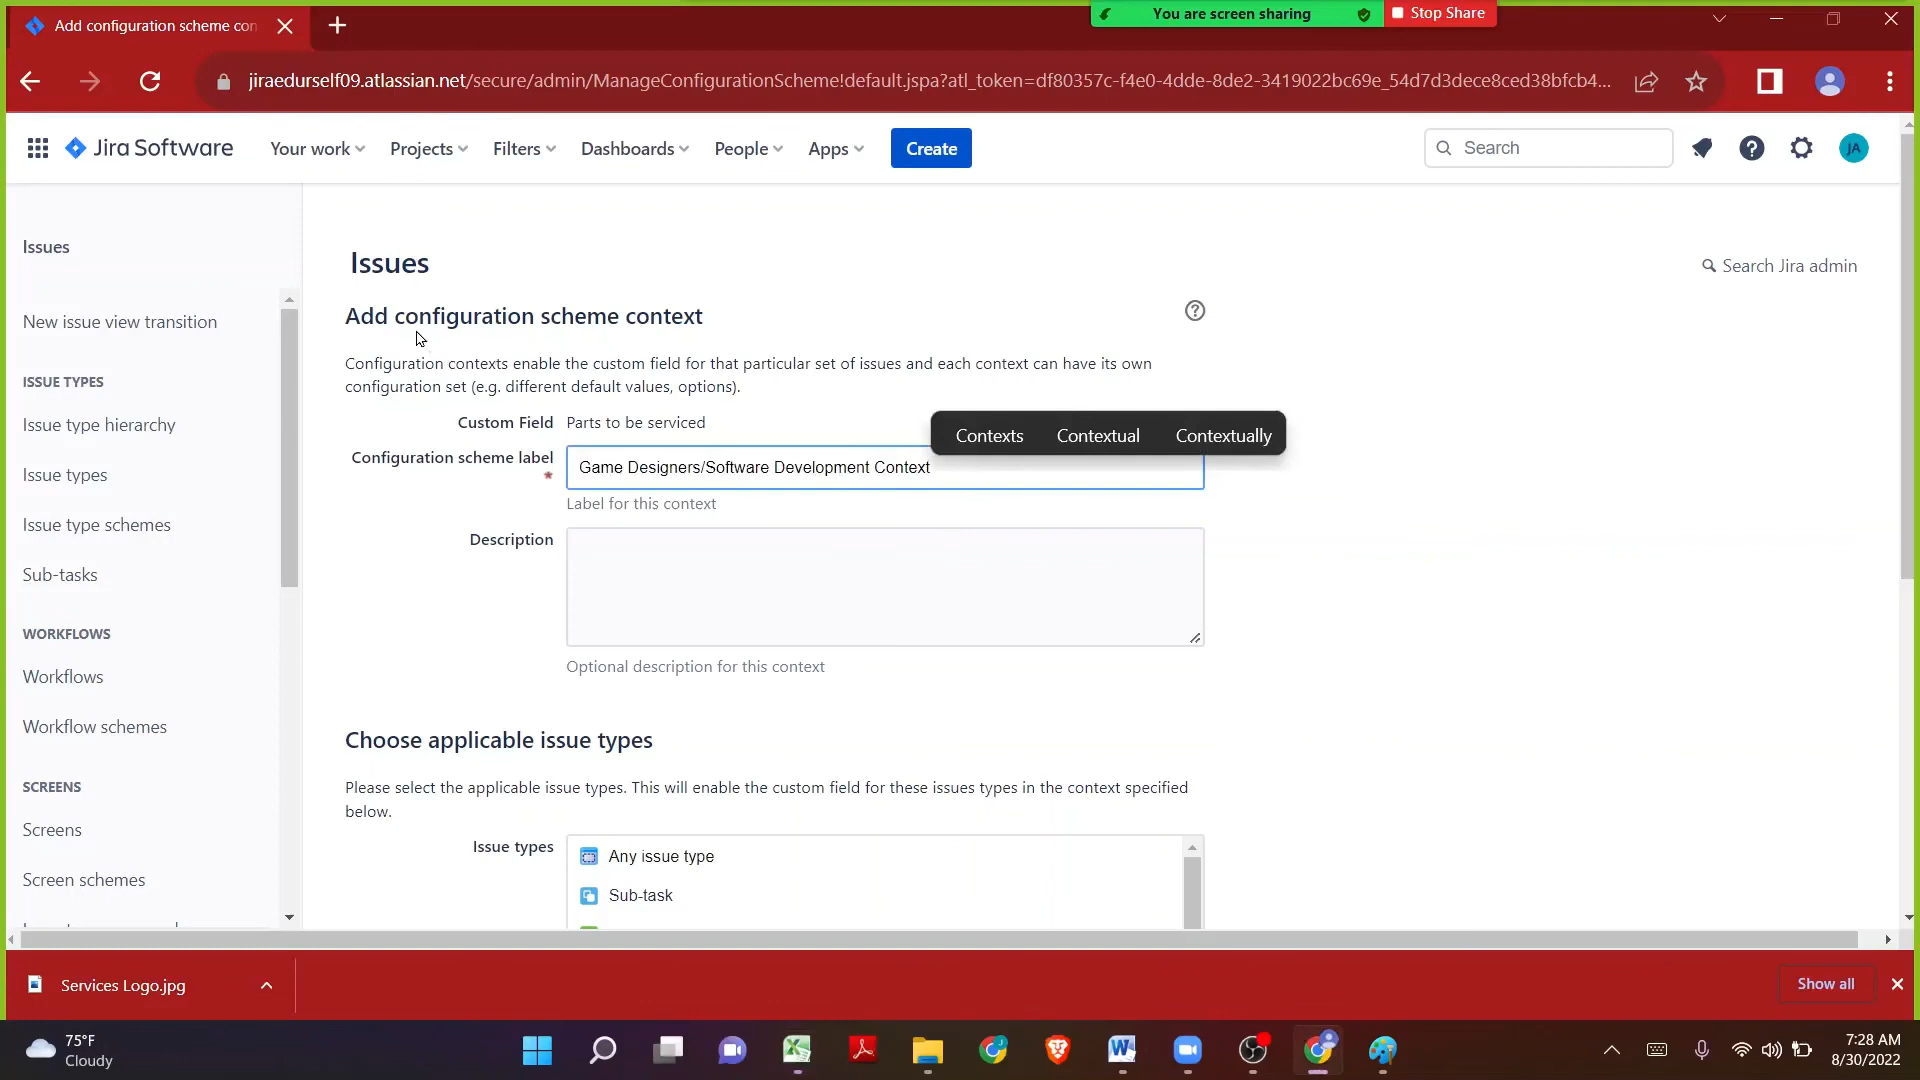 Add configuration scheme con
You are screen sharing
Stop Share
jiraedurself09.atlassian.net/secure/admin/ManageConfigurationScheme!default.jspa?atl_token=df80357c-f4e0-4dde-8de2-3419022bc69e_54d7d3dece8ced38bfcb4...
Jira Software
Your work
Projects
Filters
Dashboards
People
Apps
Create
Search
JA
Issues
New issue view transition
ISSUE TYPES
Issue type hierarchy
Issue types
Issue type schemes
Sub-tasks
WORKFLOWS
Workflows
Workflow schemes
SCREENS
Screens
Screen schemes
Issues
Search Jira admin
Add configuration scheme context
Configuration contexts enable the custom field for that particular set of issues and each context can have its own
configuration set (e.g. different default values, options).
Custom Field Parts to be serviced
Contexts Contextual Contextually
Configuration scheme label
*
Game Designers/Software Development Context
Label for this context
Description
Optional description for this context
Choose applicable issue types
Please select the applicable issue types. This will enable the custom field for these issues types in the context specified
below.
Issue types
Any issue type
Sub-task
Services Logo.jpg
Show all
75°F
Cloudy
7:28 AM
8/30/2022